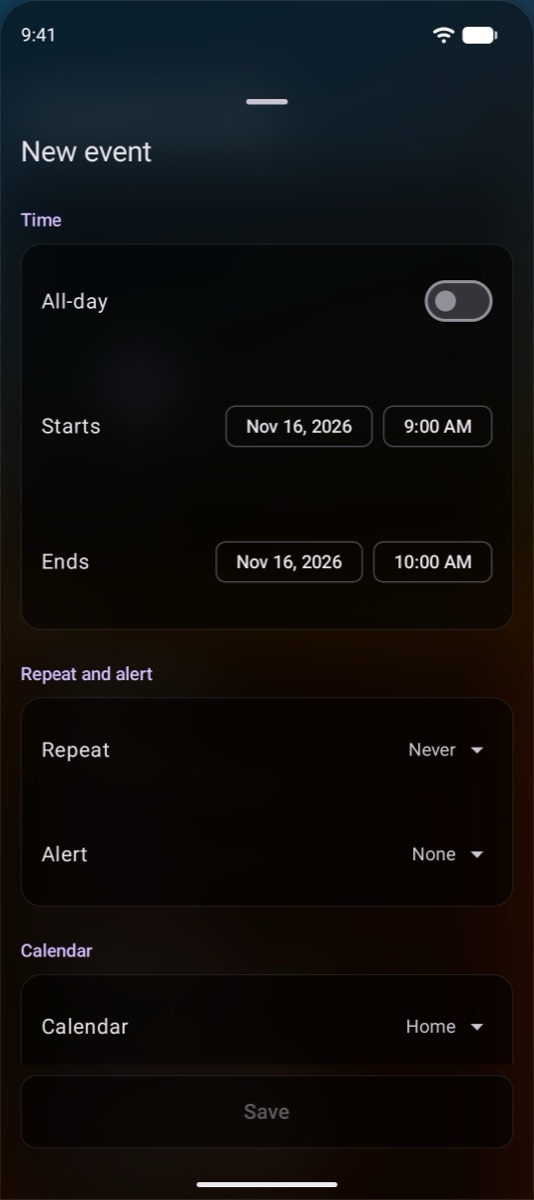 9:41
New event
Time
All-day
Starts Nov 16, 2026 9:00 AM
Ends Nov 16, 2026 10:00 AM
Repeat and alert
Repeat Never
Alert None
Calendar
Calendar Home
Save